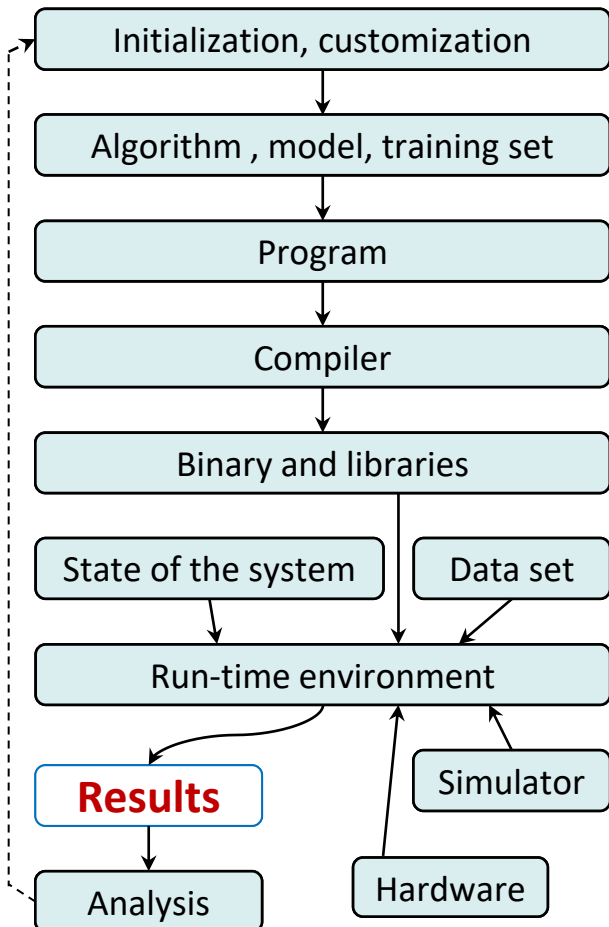 Initialization, customization
Algorithm , model, training set
Program
Compiler
Binary and libraries
State of the system
Data set
Run-time environment
Results
Simulator
Analysis
Hardware